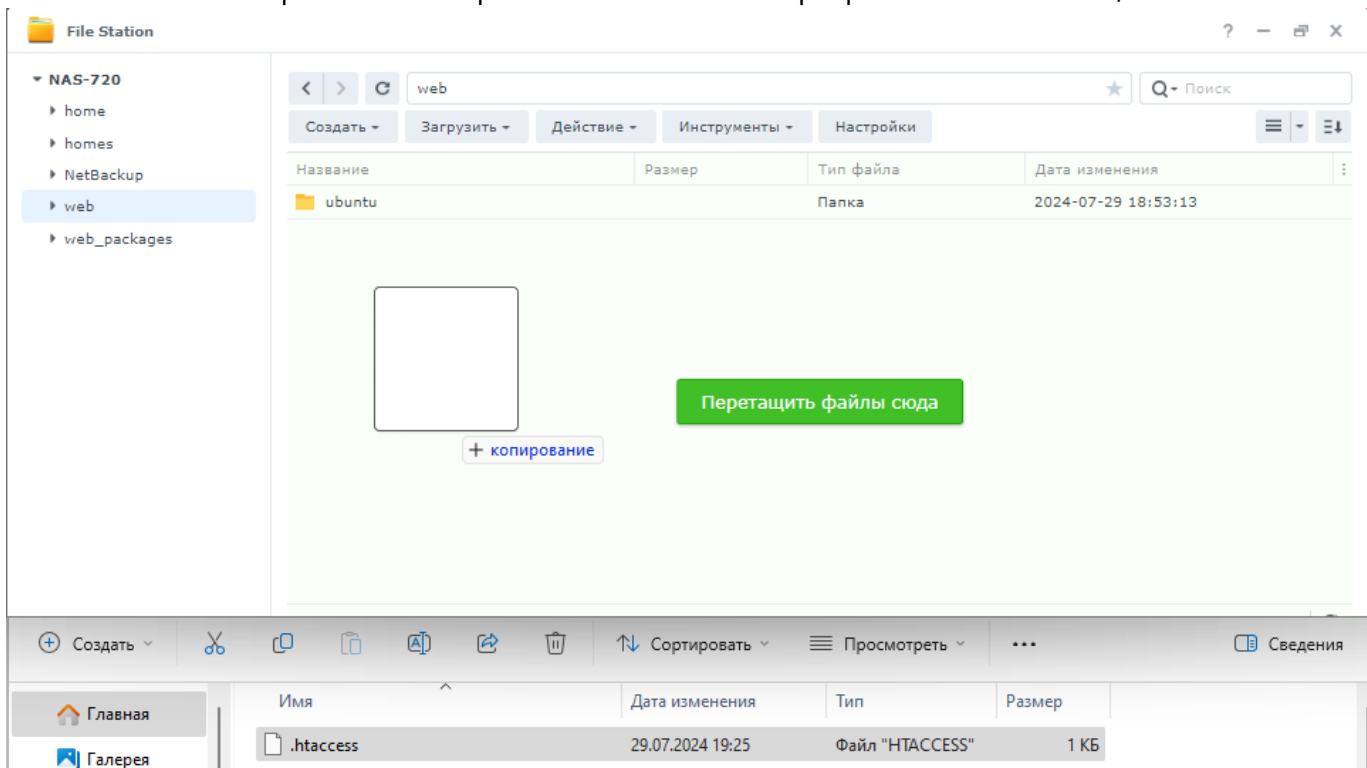 File Station
NAS-720
home
homes
NetBackup
web
web_packages
web
Поиск
Создать Загрузить Действие Инструменты Настройки
Название Размер Тип файла Дата изменения
ubuntu Папка 2024-07-29 18:53:13
Перетащить файлы сюда
+ копирование
Создать Сортировать Просмотреть ... Сведения
Главная
Галерея
Имя Дата изменения Тип Размер
.htaccess 29.07.2024 19:25 Файл "HTACCESS" 1 КБ